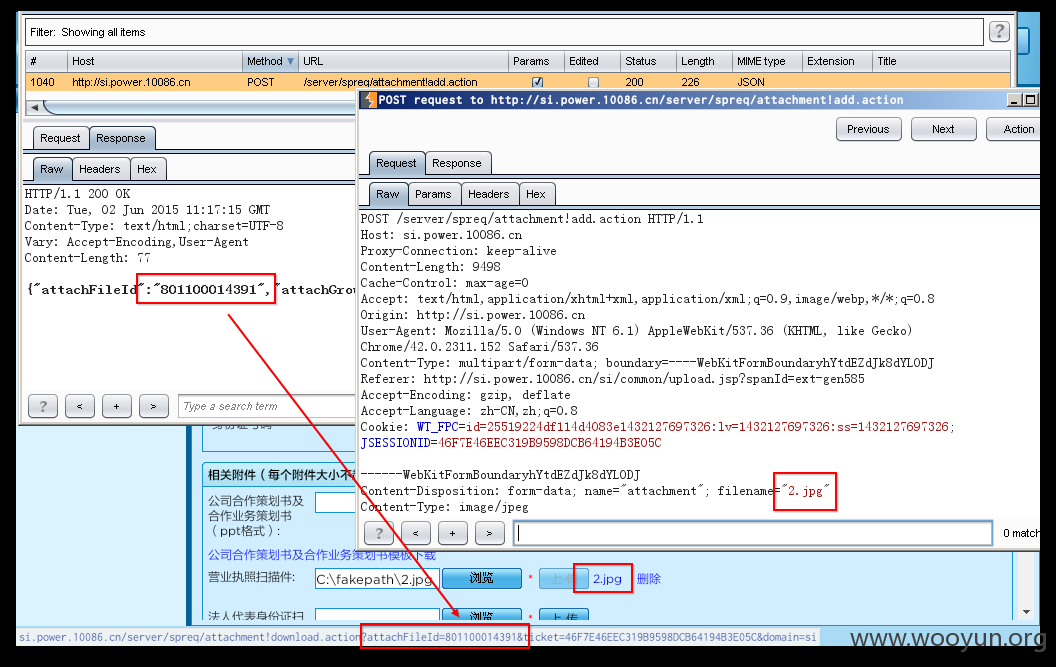 Filter: Showing all items
?
# Host Method URL Params Edited Status Length MIME type Extension Title
1040 http://si.power.10086.cn POST /server/spreq/attachment!add.action 200 226 JSON
POST request to http://si.power.10086.cn/server/spreq/attachment!add.action
Previous Next Action
Request Response
Raw Headers Hex
HTTP/1.1 200 OK
Date: Tue, 02 Jun 2015 11:17:15 GMT
Content-Type: text/html;charset=UTF-8
Vary: Accept-Encoding,User-Agent
Content-Length: 77
{"attachFileId":"801100014391","attachGrou
? < + > Type a search term
Request Response
Raw Params Headers Hex
POST /server/spreq/attachment!add.action HTTP/1.1
Host: si.power.10086.cn
Proxy-Connection: keep-alive
Content-Length: 9498
Cache-Control: max-age=0
Accept: text/html,application/xhtml+xml,application/xml;q=0.9,image/webp,*/*;q=0.8
Origin: http://si.power.10086.cn
User-Agent: Mozilla/5.0 (Windows NT 6.1) AppleWebKit/537.36 (KHTML, like Gecko)
Chrome/42.0.2311.152 Safari/537.36
Content-Type: multipart/form-data; boundary=----WebKitFormBoundaryhYtdEZdJk8dYLODJ
Referer: http://si.power.10086.cn/si/common/upload.jsp?spanId=ext-gen585
Accept-Encoding: gzip, deflate
Accept-Language: zh-CN,zh;q=0.8
Cookie: WT_FPC=id=25519224df114d4083e1432127697326:lv=1432127697326:ss=1432127697326;
JSESSIONID=46F7E46EEC319B9598DCB64194B3E05C
------WebKitFormBoundaryhYtdEZdJk8dYLODJ
Content-Disposition: form-data; name="attachment"; filename="2.jpg"
Content-Type: image/jpeg
? < + > 0 match
相关附件（每个附件大小不
公司合作策划书及
合作业务策划书
（ppt格式）:
公司合作策划书及合作业务策划书模板下载
营业执照扫描件: C:\fakepath\2.jpg 浏览 * 上传 2.jpg 删除
法人代表身份证扫 浏览 * 上传
si.power.10086.cn/server/spreq/attachment!download.action?attachFileId=801100014391&ticket=46F7E46EEC319B9598DCB64194B3E05C&domain=si
www.wooyun.org